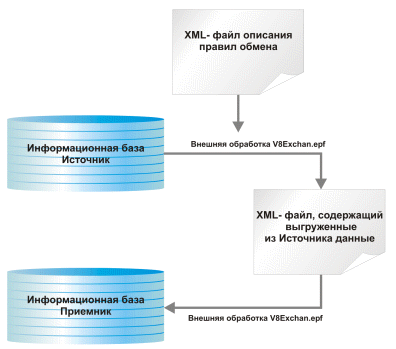 XML- файл описания
правил обмена
Внешняя обработка V8Exchan.epf
Информационная база
Источник
XML- файл, содержащий
выгруженные
из Источника данные
Информационная база
Приемник
Внешняя обработка V8Exchan.epf